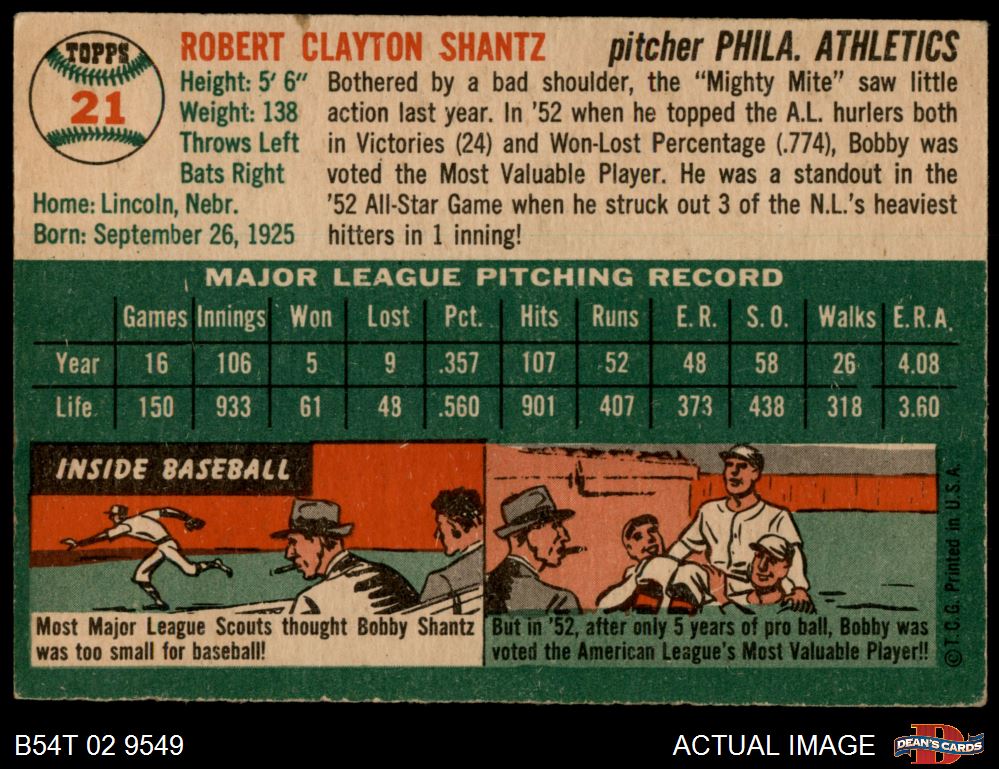 TOPPS
21
ROBERT CLAYTON SHANTZ
pitcher PHILA. ATHLETICS
Height: 5' 6"
Weight: 138
Throws Left
Bats Right
Home: Lincoln, Nebr.
Born: September 26, 1925
Bothered by a bad shoulder, the "Mighty Mite" saw little
action last year. In '52 when he topped the A.L. hurlers both
in Victories (24) and Won-Lost Percentage (.774), Bobby was
voted the Most Valuable Player. He was a standout in the
'52 All-Star Game when he struck out 3 of the N.L.'s heaviest
hitters in 1 inning!
MAJOR LEAGUE PITCHING RECORD
Games Innings Won Lost Pct. Hits Runs E.R. S.O. Walks E.R.A.
Year 16 106 5 9 .357 107 52 48 58 26 4.08
Life 150 933 61 48 .560 901 407 373 438 318 3.60
INSIDE BASEBALL
Most Major League Scouts thought Bobby Shantz
was too small for baseball!
But in '52, after only 5 years of pro ball, Bobby was
voted the American League's Most Valuable Player!!
© T.C.G. Printed in U.S.A.
B54T 02 9549
ACTUAL IMAGE
DEAN'S CARDS